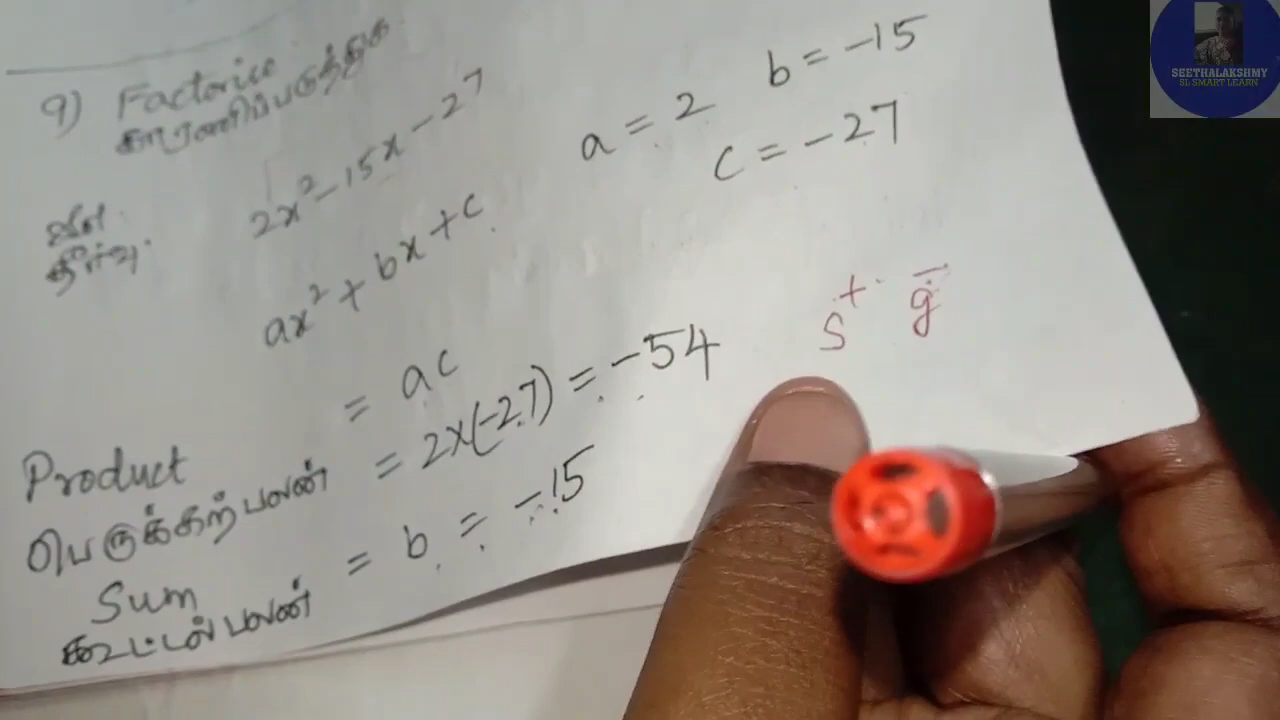 9) Factorise
காரணிப்படுத்துக
2x² - 15x - 27
தீர்வு.
a = 2 b = -15
c = -27
ax² + bx + c
Product = ac
பெருக்கற்பலன் = 2x(-27) = -54
Sum
கூட்டல் பலன் = b = -15
s⁺ g⁻
SEETHALAKSHMY
SL SMART LEARN